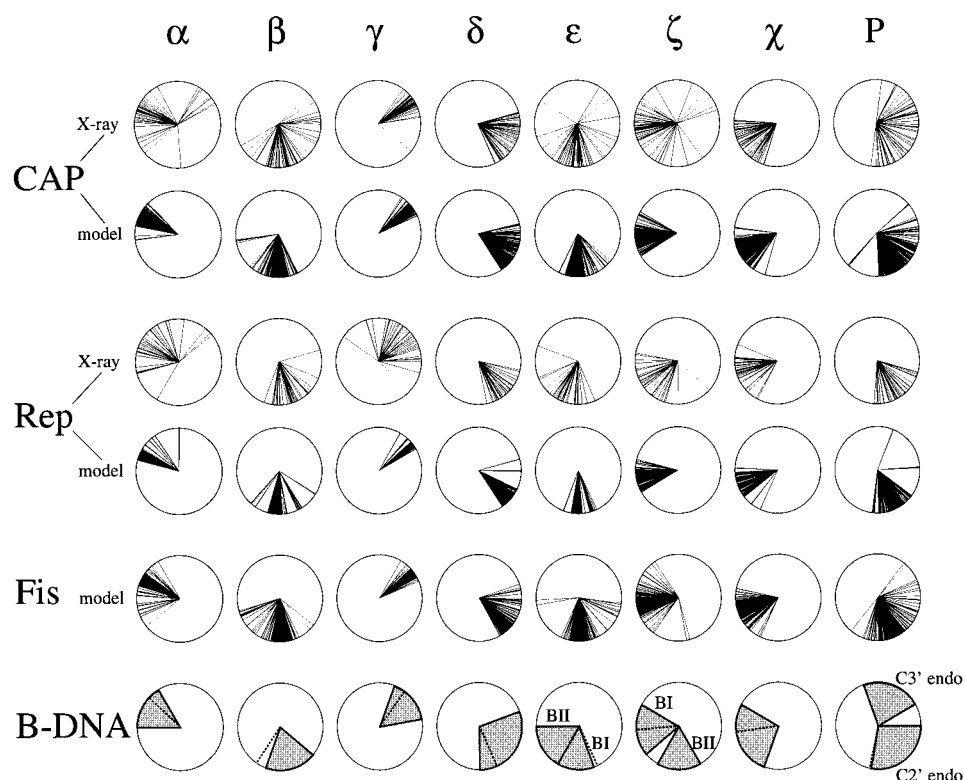 α β γ δ ε ζ χ P
X-ray
CAP
model
X-ray
Rep
model
Fis model
B-DNA
BII BI
BI BII
C3' endo
C2' endo